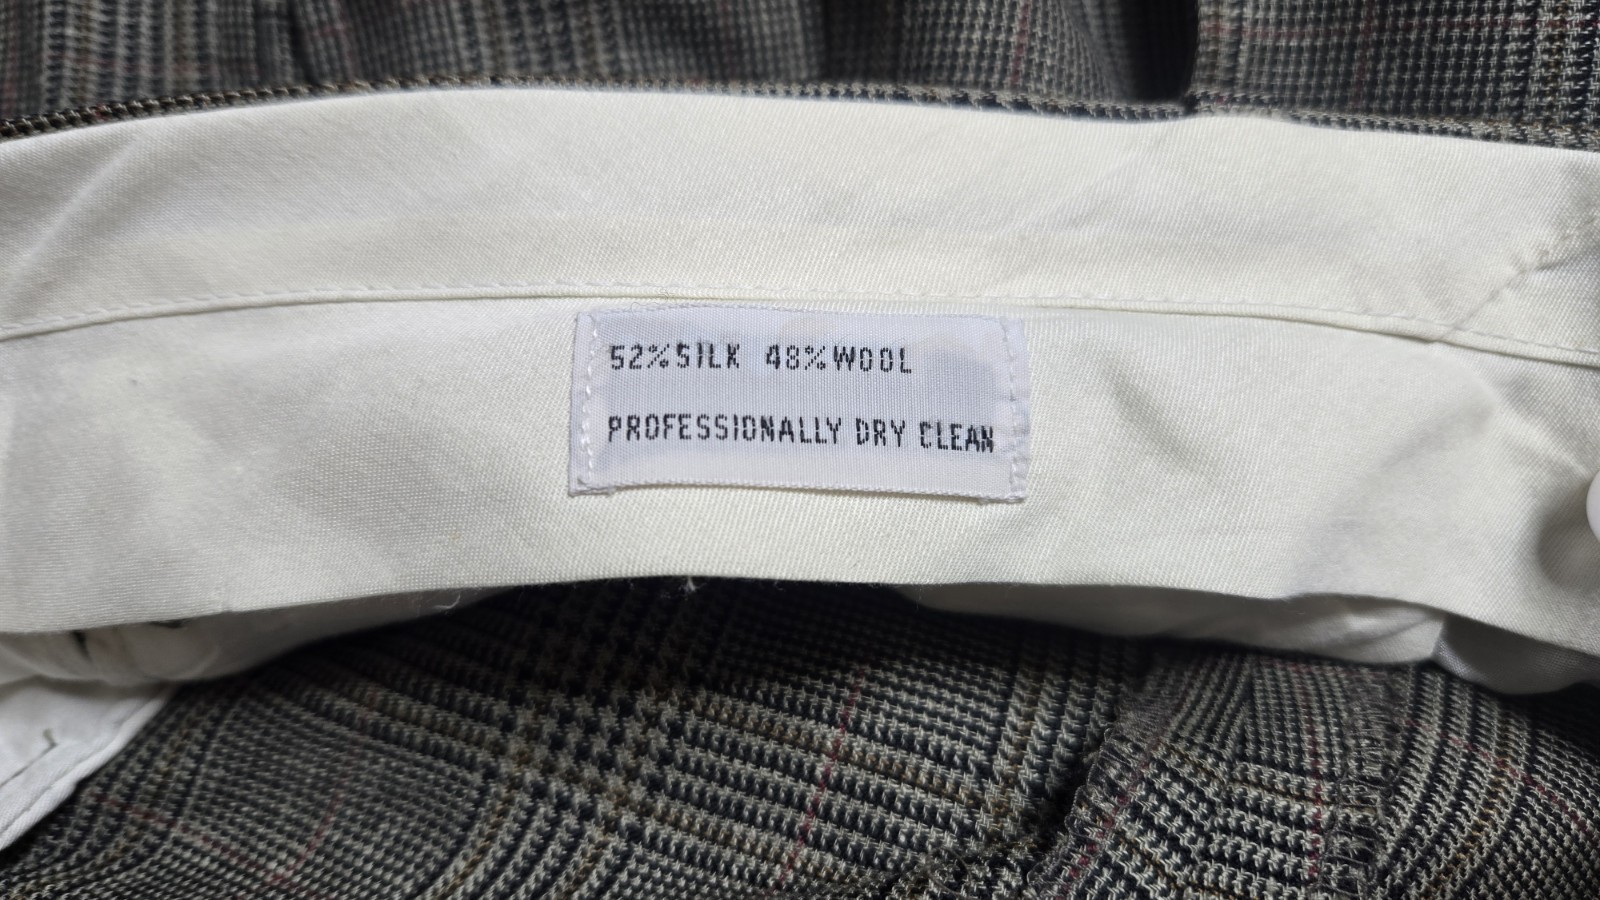 52%SILK 48%WOOL
PROFESSIONALLY DRY CLEAN